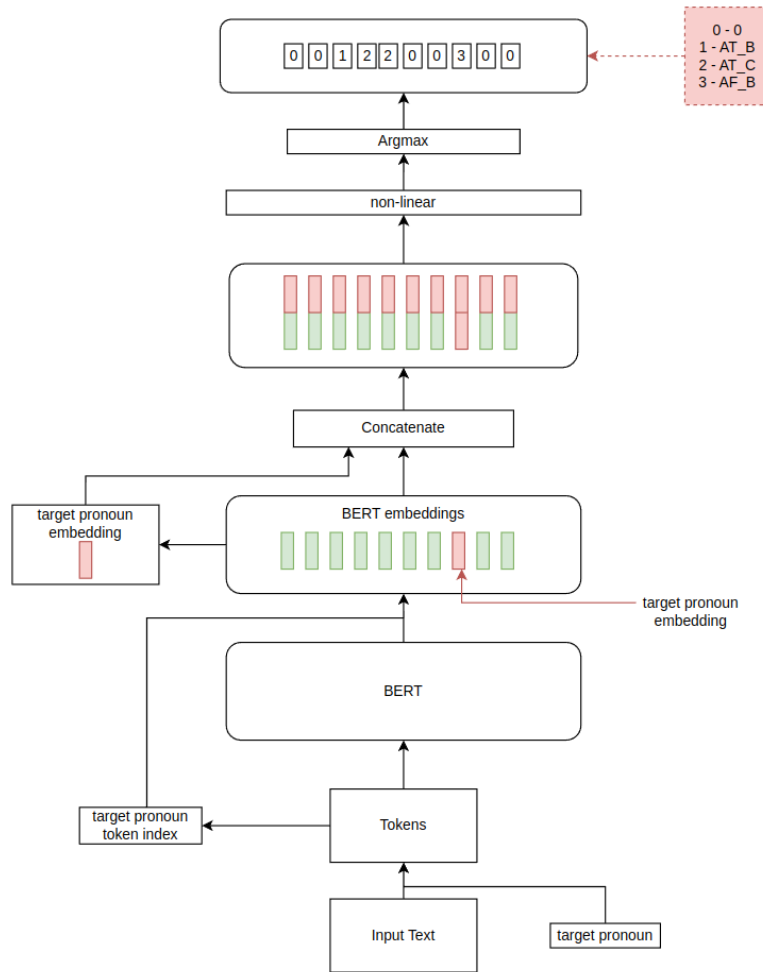 0 0 1 2 2 0 0 3 0 0
0 - 0
1 - AT_B
2 - AT_C
3 - AF_B
Argmax
non-linear
Concatenate
target pronoun
embedding
BERT embeddings
target pronoun
embedding
BERT
target pronoun
token index
Tokens
Input Text
target pronoun